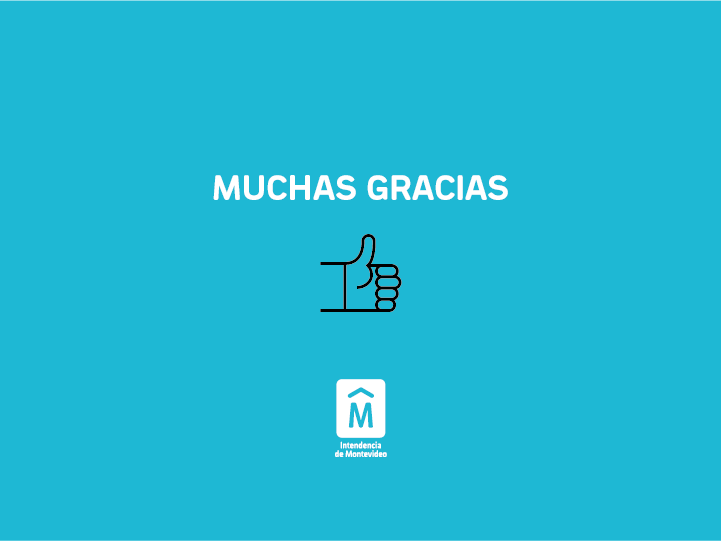 MUCHAS GRACIAS
M
Intendencia
de Montevideo